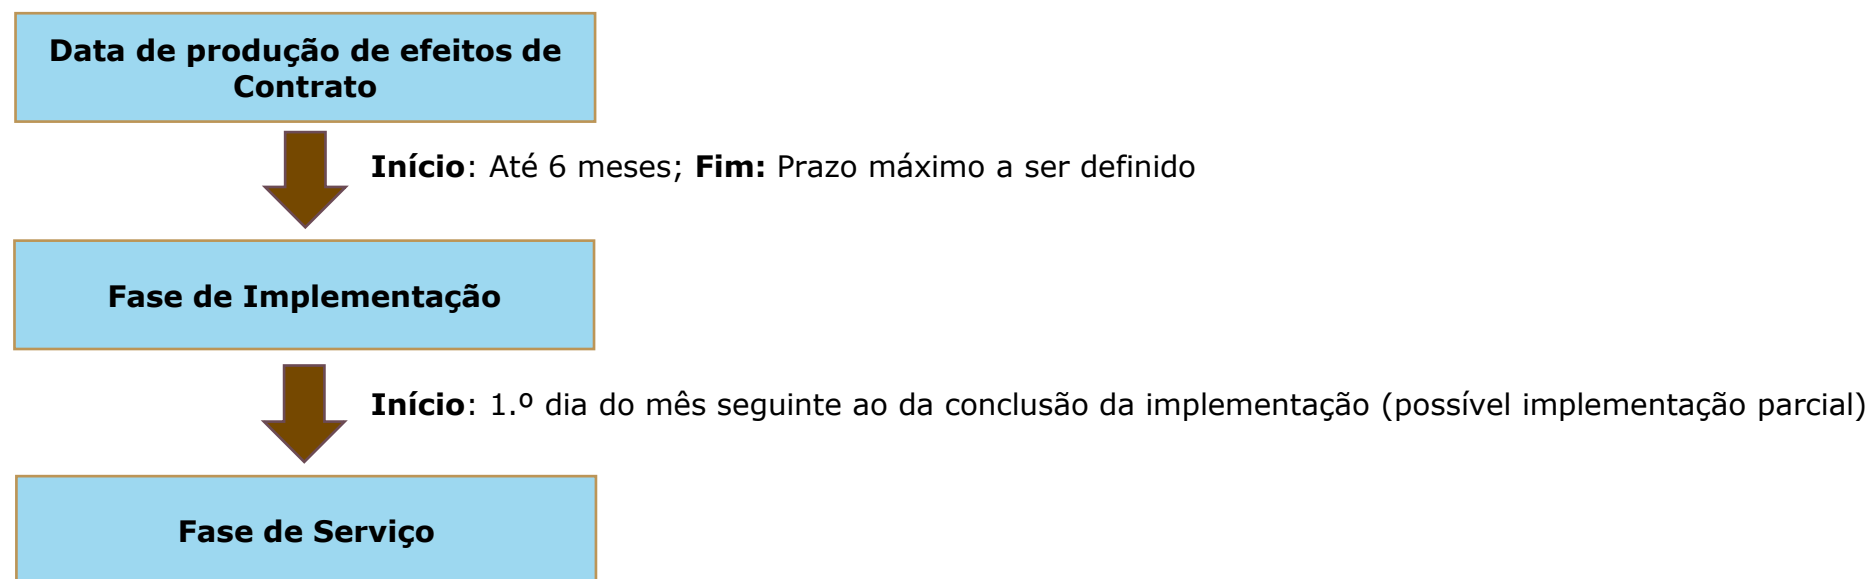 Data de produção de efeitos de
Contrato
Início: Até 6 meses; Fim: Prazo máximo a ser definido
Fase de Implementação
Início: 1.º dia do mês seguinte ao da conclusão da implementação (possível implementação parcial)
Fase de Serviço